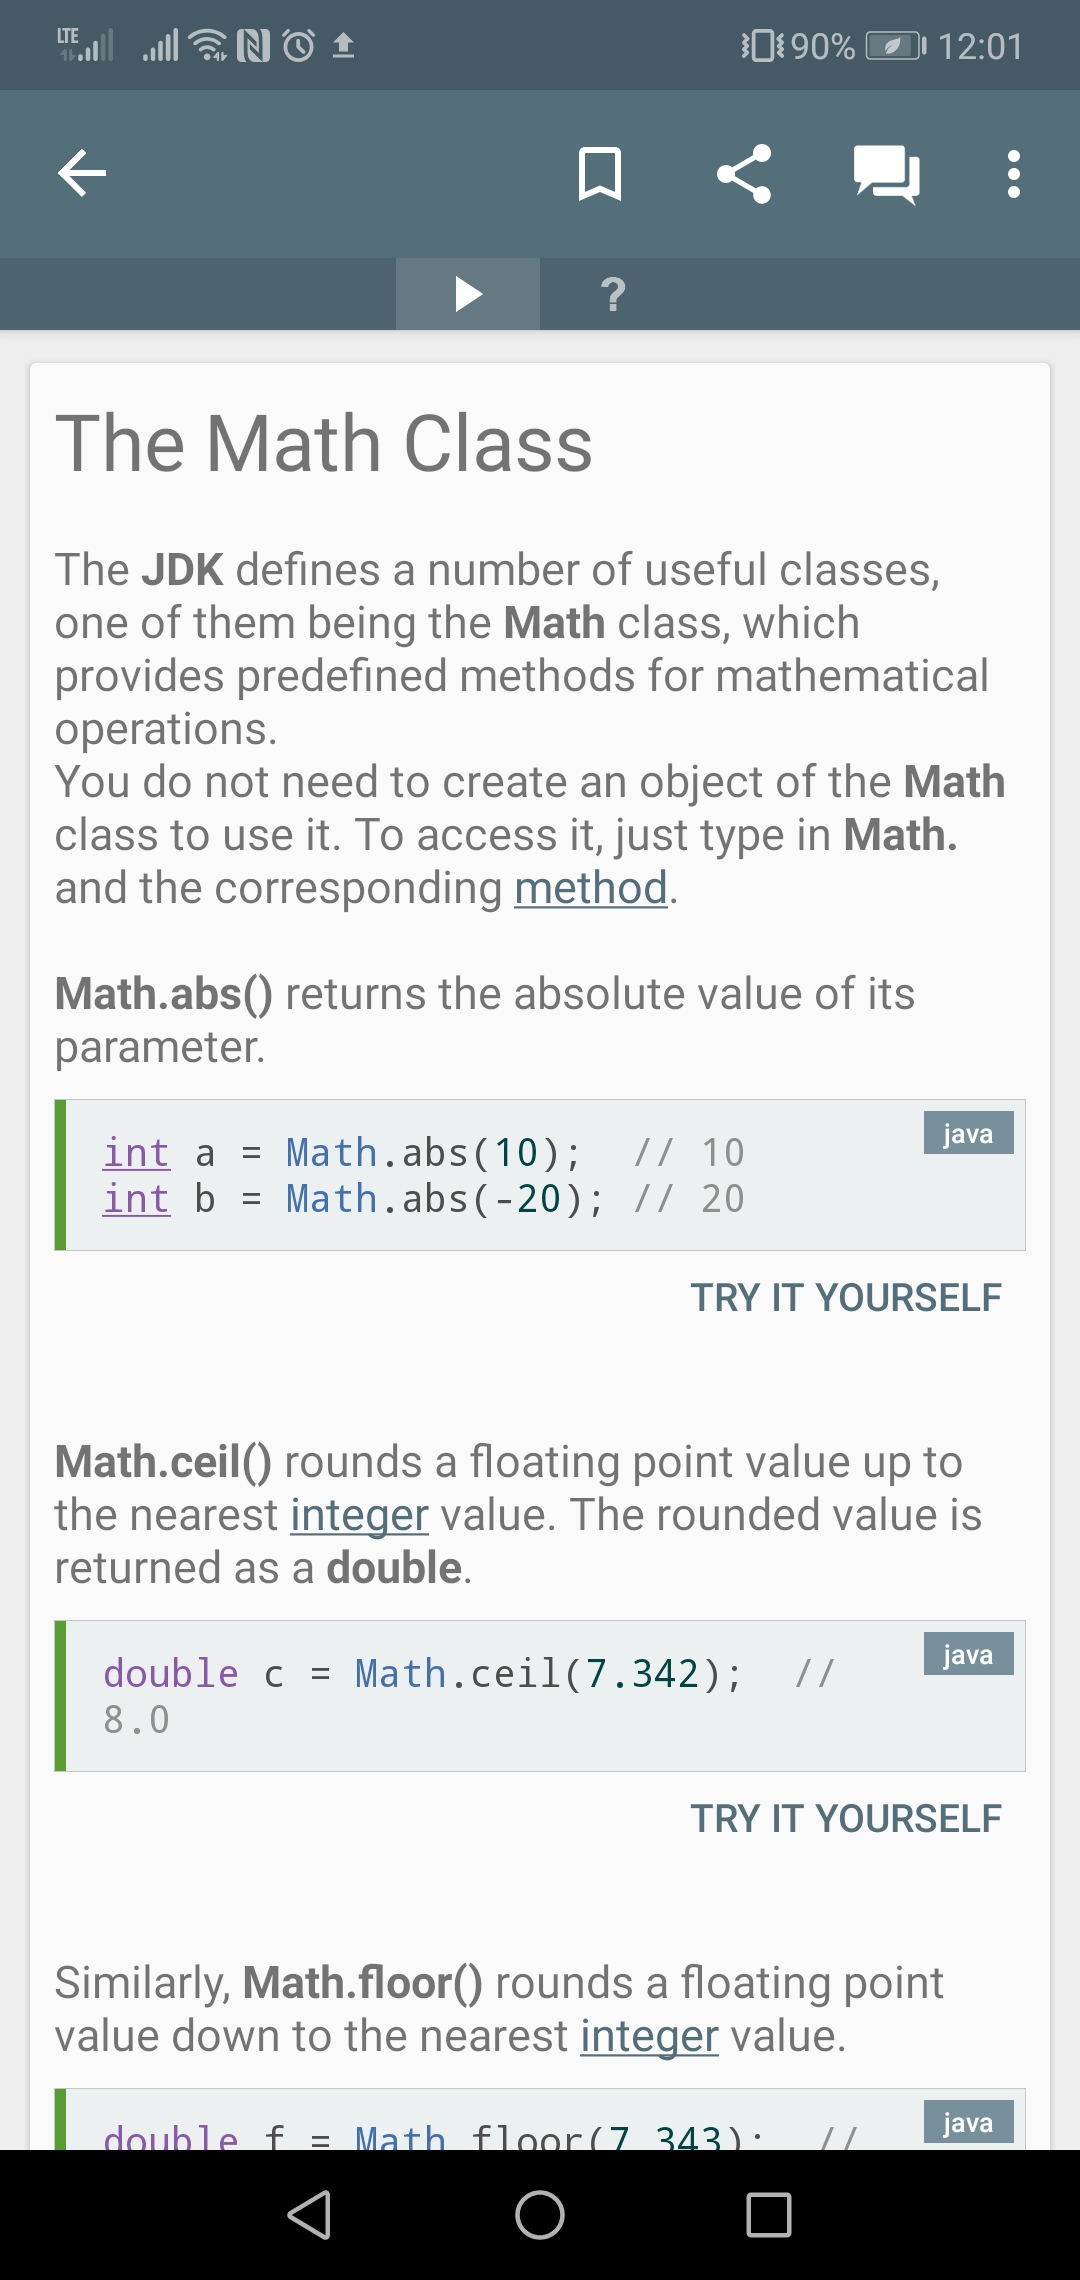 LTE 90% 12:01
?
The Math Class
The JDK defines a number of useful classes,
one of them being the Math class, which
provides predefined methods for mathematical
operations.
You do not need to create an object of the Math
class to use it. To access it, just type in Math.
and the corresponding method.
Math.abs() returns the absolute value of its
parameter.
java
int a = Math.abs(10);  // 10
int b = Math.abs(-20); // 20
TRY IT YOURSELF
Math.ceil() rounds a floating point value up to
the nearest integer value. The rounded value is
returned as a double.
java
double c = Math.ceil(7.342);  //
8.0
TRY IT YOURSELF
Similarly, Math.floor() rounds a floating point
value down to the nearest integer value.
java
double f = Math.floor(7.343);  //